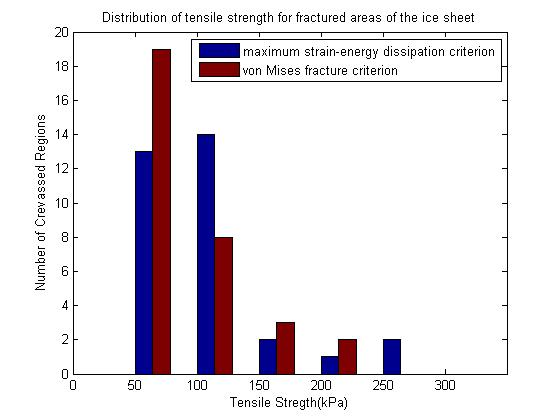 Distribution of tensile strength for fractured areas of the ice sheet
maximum strain-energy dissipation criterion
von Mises fracture criterion
Number of Crevassed Regions
20
18
16
14
12
10
8
6
4
2
0
0 50 100 150 200 250 300
Tensile Stregth(kPa)